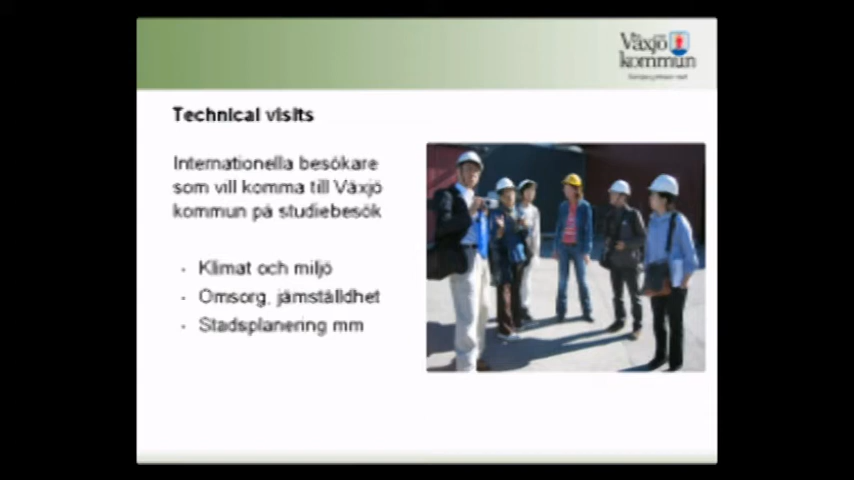 Växjö
kommun
Technical visits
Internationella besökare
som vill komma till Växjö
kommun på studiebesök
Klimat och miljö
Omsorg, jämställdhet
Stadsplanering mm